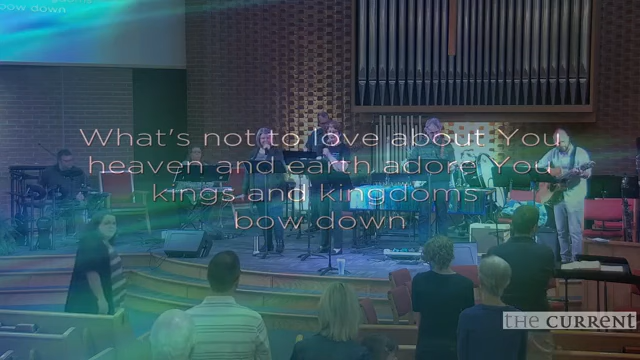 bow down
What's not to love about You
heaven and earth adore You
kings and kingdoms
bow down
the CURRENT